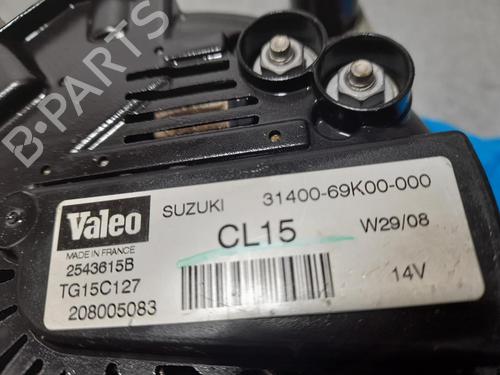 B-PARTS
Valeo
SUZUKI 31400-69K00-000
MADE IN FRANCE
CL15 W29/08
2543615B
TG15C127 14V
208005083